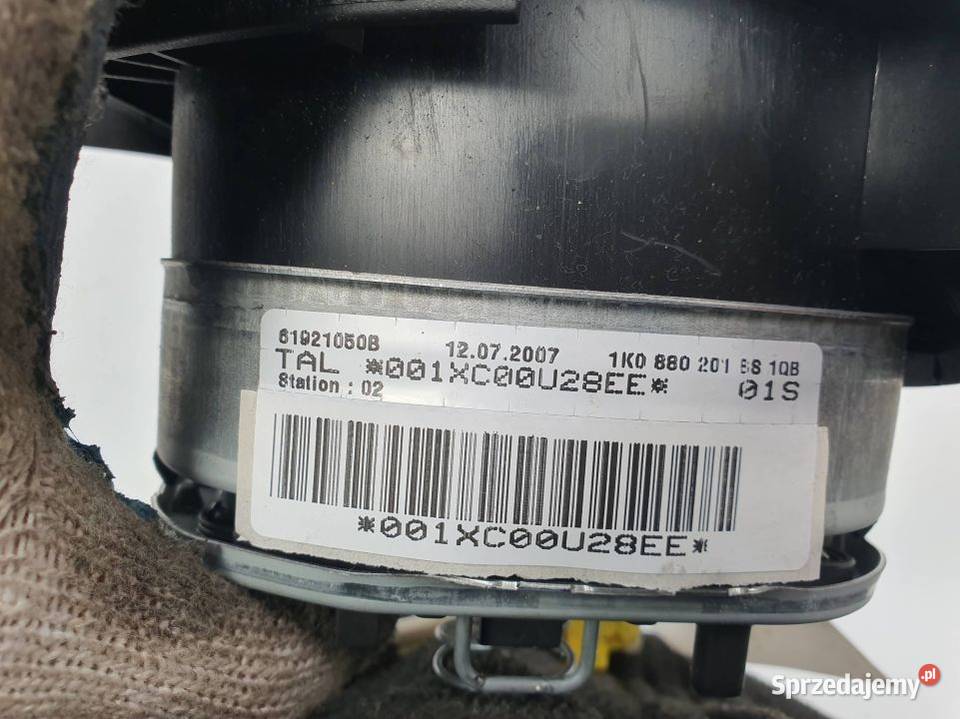 61921050B 12.07.2007 1K0 880 201 BS 1QB
TAL *001XC00U28EE* 01S
Station : 02
*001XC00U28EE*
Sprzedajemy.pl